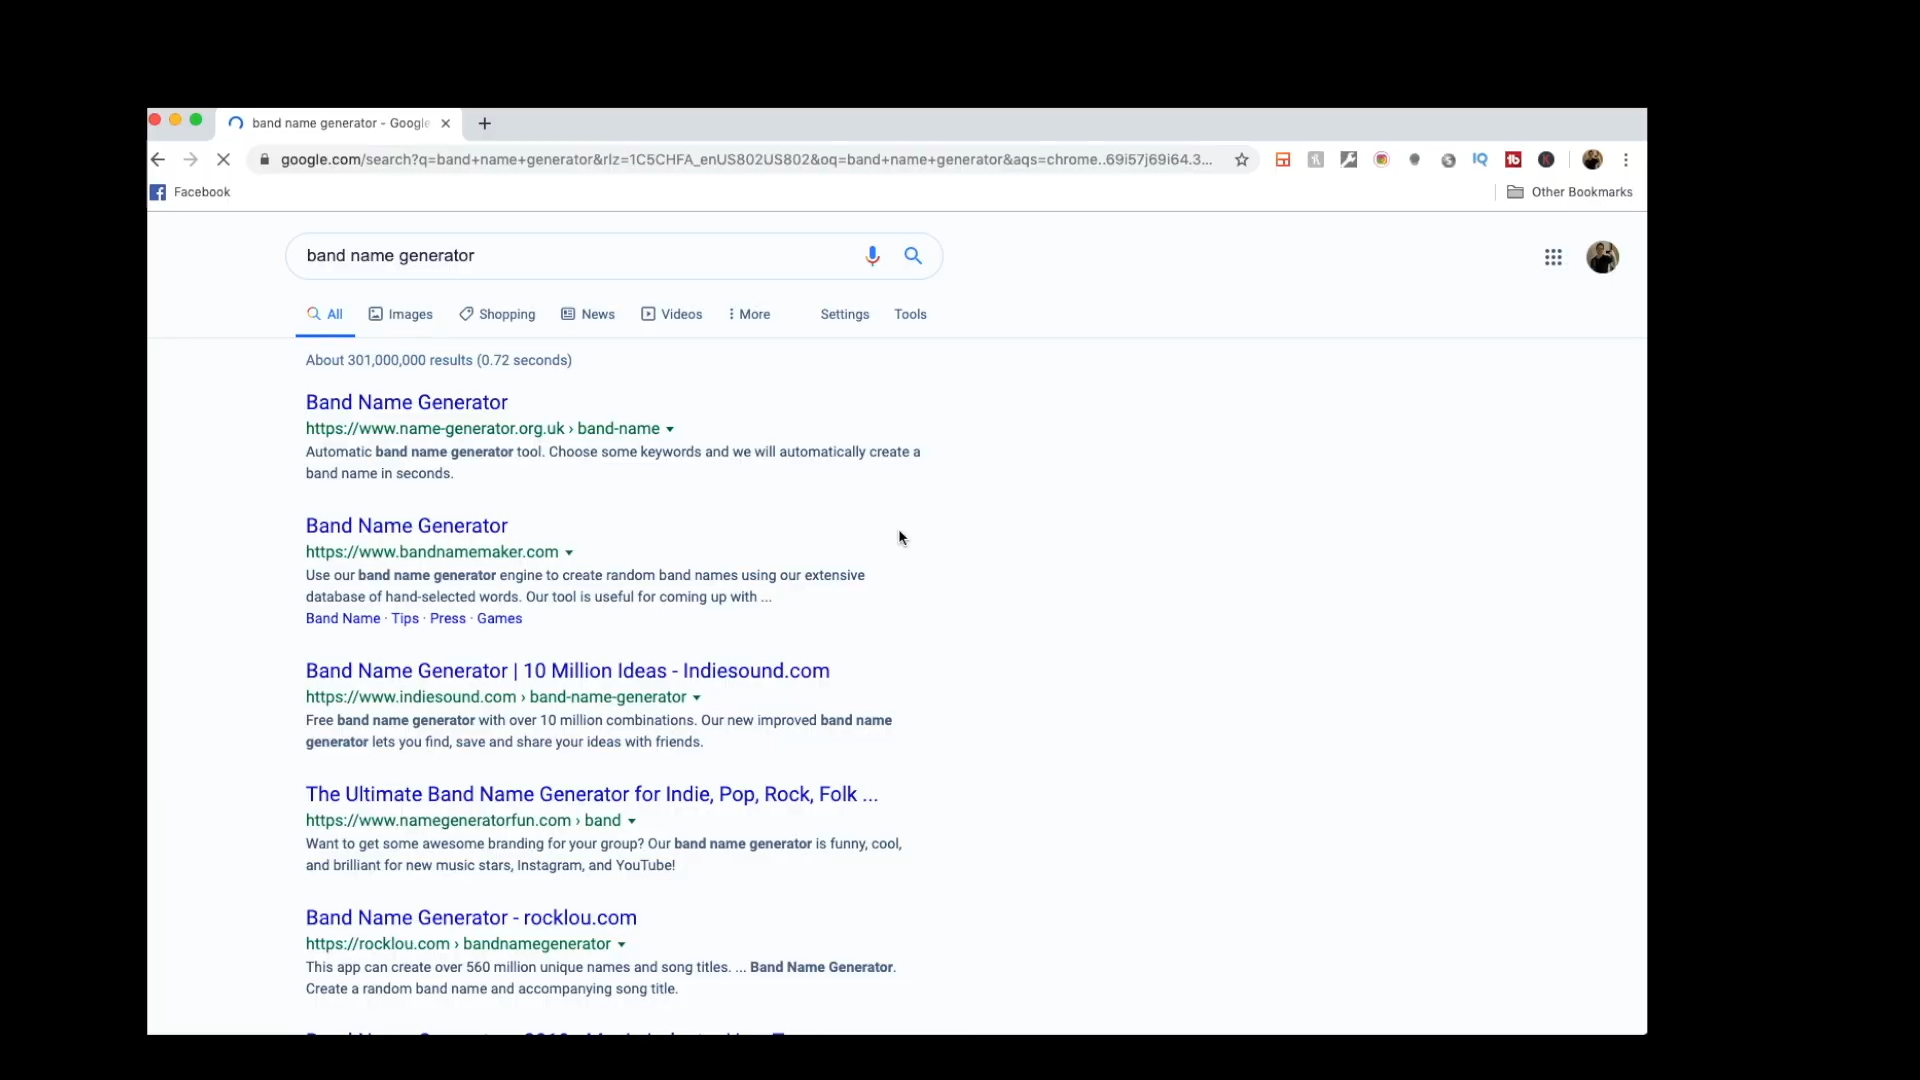 band name generator - Google
google.com/search?q=band+name+generator&rlz=1C5CHFA_enUS802US802&oq=band+name+generator&aqs=chrome..69i57j69i64.3...
IQ
Facebook
Other Bookmarks
band name generator
All Images Shopping News Videos More Settings Tools
About 301,000,000 results (0.72 seconds)
Band Name Generator
https://www.name-generator.org.uk › band-name
Automatic band name generator tool. Choose some keywords and we will automatically create a
band name in seconds.
Band Name Generator
https://www.bandnamemaker.com
Use our band name generator engine to create random band names using our extensive
database of hand-selected words. Our tool is useful for coming up with ...
Band Name · Tips · Press · Games
Band Name Generator | 10 Million Ideas - Indiesound.com
https://www.indiesound.com › band-name-generator
Free band name generator with over 10 million combinations. Our new improved band name
generator lets you find, save and share your ideas with friends.
The Ultimate Band Name Generator for Indie, Pop, Rock, Folk ...
https://www.namegeneratorfun.com › band
Want to get some awesome branding for your group? Our band name generator is funny, cool,
and brilliant for new music stars, Instagram, and YouTube!
Band Name Generator - rocklou.com
https://rocklou.com › bandnamegenerator
This app can create over 560 million unique names and song titles. ... Band Name Generator.
Create a random band name and accompanying song title.